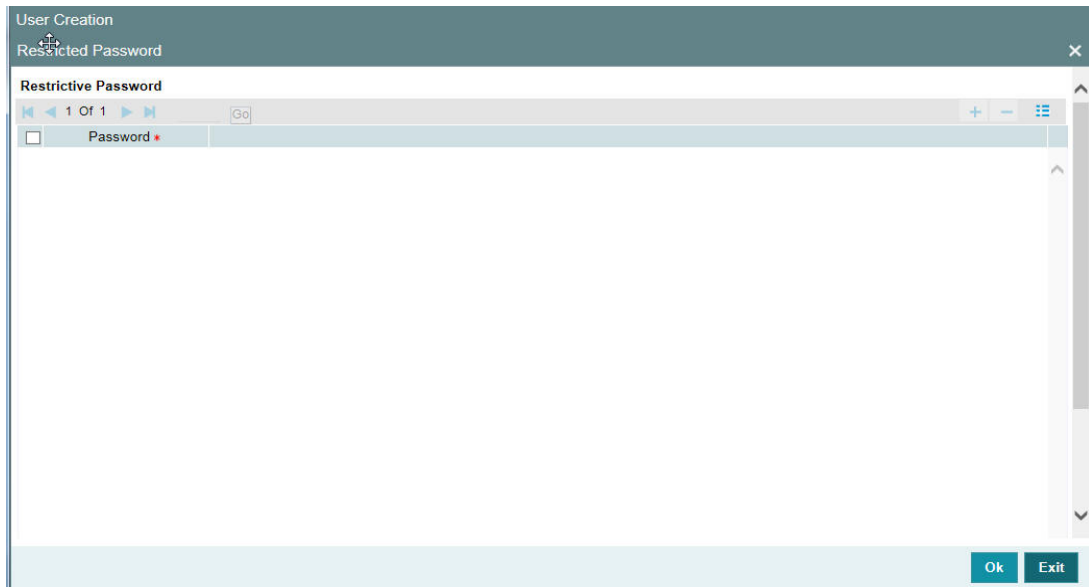 User Creation
Restricted Password
Restrictive Password
1 Of 1 Go
Password *
Ok Exit